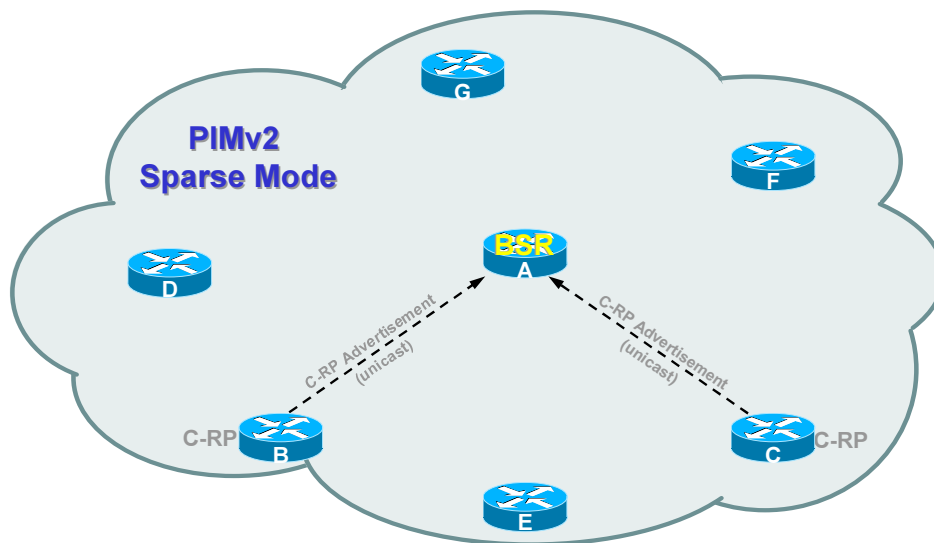 G
PIMv2
Sparse Mode
F
BSR
A
D
C-RP Advertisement
(unicast)
C-RP Advertisement
(unicast)
C-RP
B
C
C-RP
E